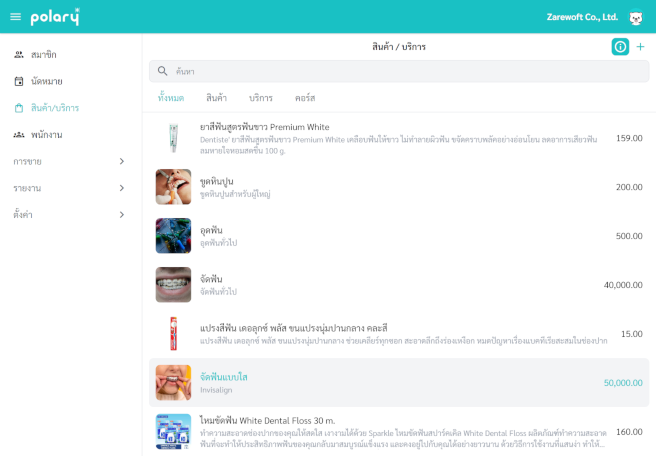 polary
Zarewoft Co., Ltd.
สมาชิก
นัดหมาย
สินค้า/บริการ
พนักงาน
การขาย
รายงาน
ตั้งค่า
สินค้า / บริการ
ค้นหา
ทั้งหมด สินค้า บริการ คอร์ส
ยาสีฟันสูตรฟันขาว Premium White
Dentiste' ยาสีฟันสูตรฟันขาว Premium White เคลือบฟันให้ขาว ไม่ทำลายผิวฟัน ขจัดคราบพลัคอย่างอ่อนโยน ลดอาการเสียวฟัน
ลมหายใจหอมสดชื่น 100 g.
159.00
ขูดหินปูน
ขูดหินปูนสำหรับผู้ใหญ่
200.00
อุดฟัน
อุดฟันทั่วไป
500.00
จัดฟัน
จัดฟันทั่วไป
40,000.00
แปรงสีฟัน เดอลุกซ์ พลัส ขนแปรงนุ่มปานกลาง คละสี
แปรงสีฟัน เดอลุกซ์ พลัส ขนแปรงนุ่มปานกลาง ช่วยเคลียร์ทุกซอก สะอาดลึกถึงร่องเหงือก หมดปัญหาเรื่องแบคทีเรียสะสมในช่องปาก
15.00
จัดฟันแบบใส
Invisalign
50,000.00
ไหมขัดฟัน White Dental Floss 30 m.
ทำความสะอาดช่องปากของคุณให้สดใส เงางามได้ด้วย Sparkle ไหมขัดฟันสปาร์คเคิล White Dental Floss ผลิตภัณฑ์ทำความสะอาด
ฟันที่จะทำให้ประสิทธิภาพฟันของคุณกลับมาสมบูรณ์แข็งแรง และคงอยู่ไปกับคุณได้อย่างยาวนาน ด้วยวิธีการใช้งานที่แสนง่า ทำให้...
160.00